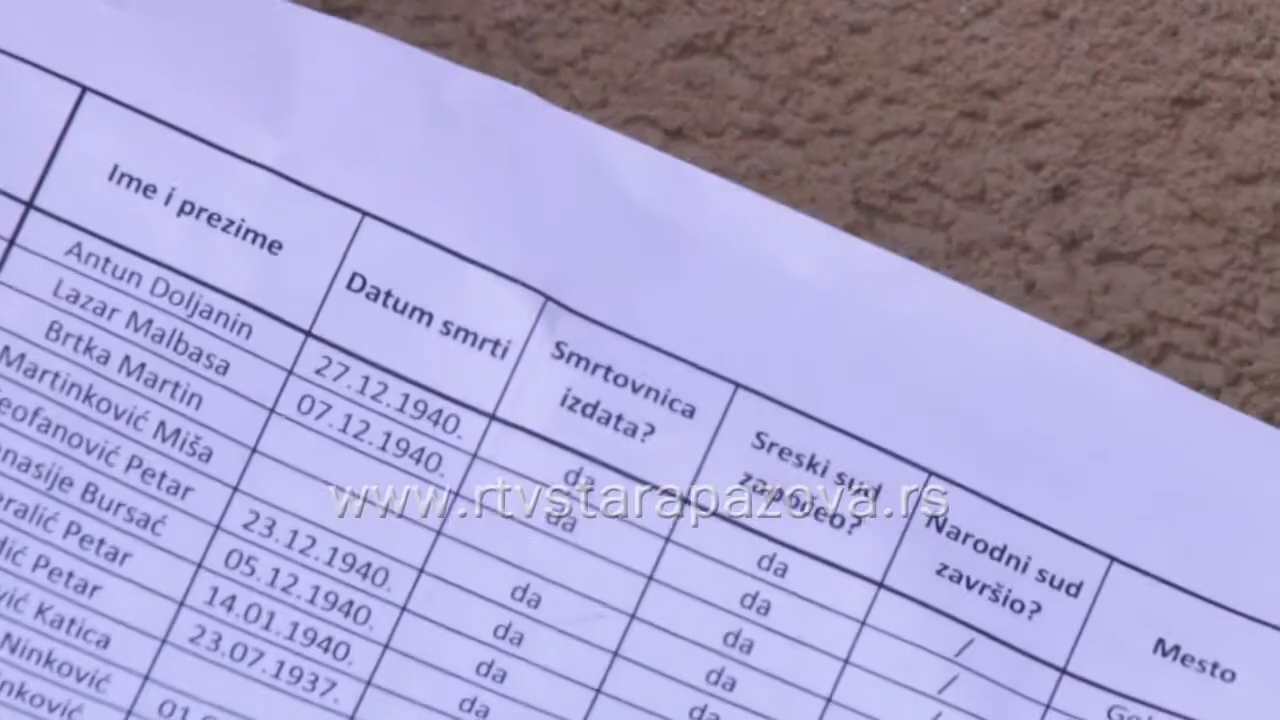 Ime i prezime
Datum smrti
Smrtovnica
izdata?
Sreski sud
započeo?
Narodni sud
završio?
Mesto
Antun Doljanin
27.12.1940.
da
da
/
Lazar Malbasa
07.12.1940.
da
da
/
Brtka Martin
da
Martinković Miša
23.12.1940.
da
da
Petar
05.12.1940.
da
da
Bursać
14.01.1940.
da
Petar
23.07.1937.
da
Petar
Katica
Ninković
www.rtvstarapazova.rs